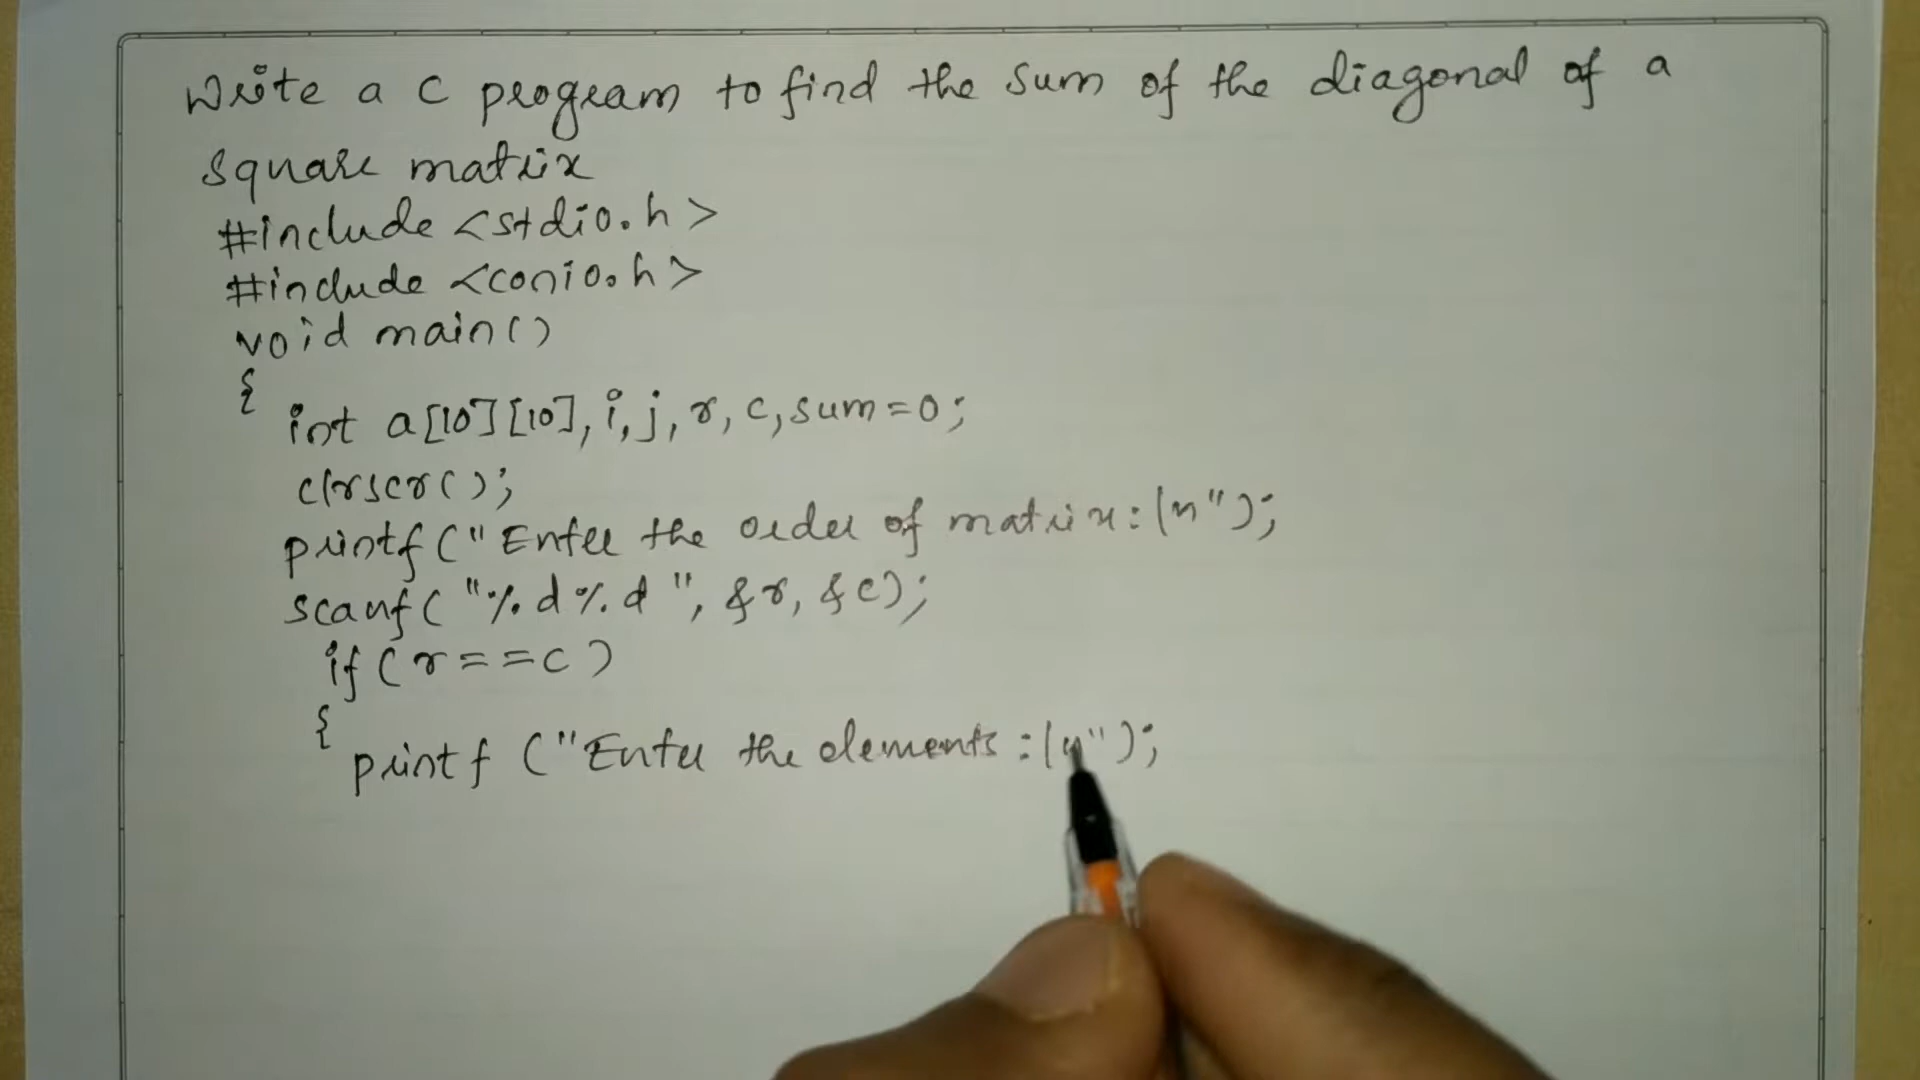 Write a C program to find the sum of the diagonal of a
square matrix
#include <stdio.h>
#include <conio.h>
void main()
{
int a[10][10], i, j, r, c, sum=0;
clrscr();
printf("Enter the order of matrix:\n");
scanf("%d%d", &r, &c);
if(r==c)
{
printf("Enter the elements:\n");